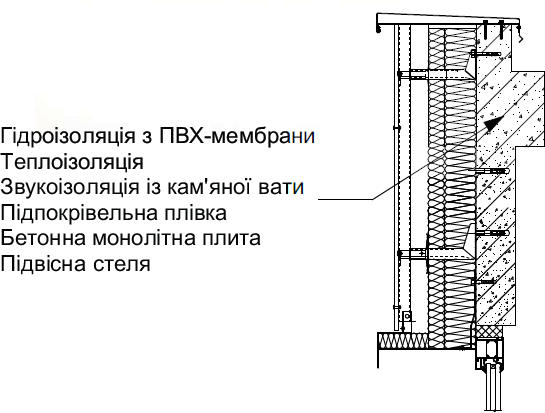 Гідроізоляція з ПВХ-мембрани
Теплоізоляція
Звукоізоляція із кам'яної вати
Підпокрівельна плівка
Бетонна монолітна плита
Підвісна стеля